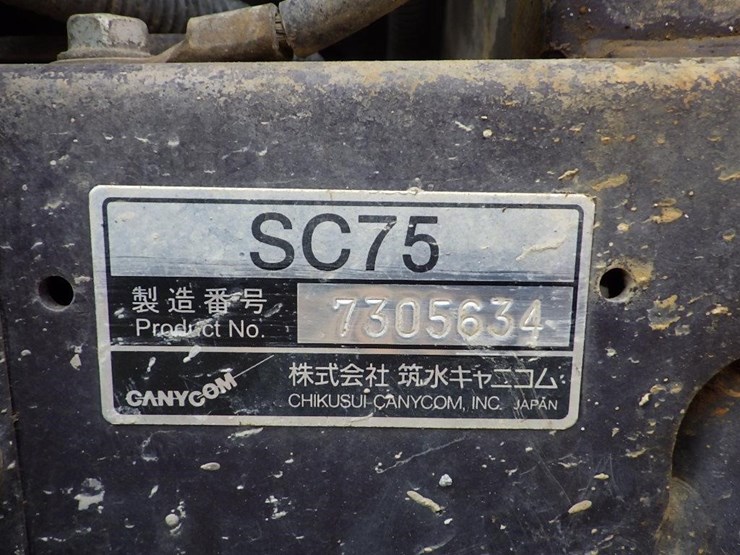 SC75
製造番号
Product No.
7305634
CANYCOM
株式会社 筑水キャニコム
CHIKUSUI CANYCOM, INC. JAPAN